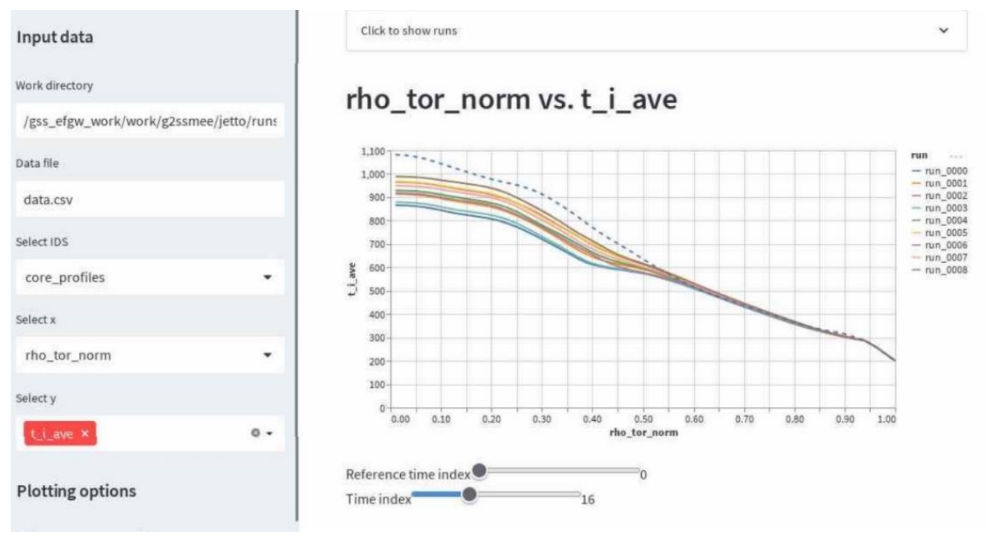 Input data
Work directory
/gss_efgw_work/work/g2ssmee/jetto/runs
Data file
data.csv
Select IDS
core_profiles
Select x
rho_tor_norm
Select y
t_i_ave ×
Plotting options
Click to show runs
rho_tor_norm vs. t_i_ave
1,100
1,000
900
800
700
600
500
400
300
200
100
0
t_i_ave
0.00 0.10 0.20 0.30 0.40 0.50 0.60 0.70 0.80 0.90 1.00
rho_tor_norm
run ...
run_0000
run_0001
run_0002
run_0003
run_0004
run_0005
run_0006
run_0007
run_0008
Reference time index 0
Time index 16